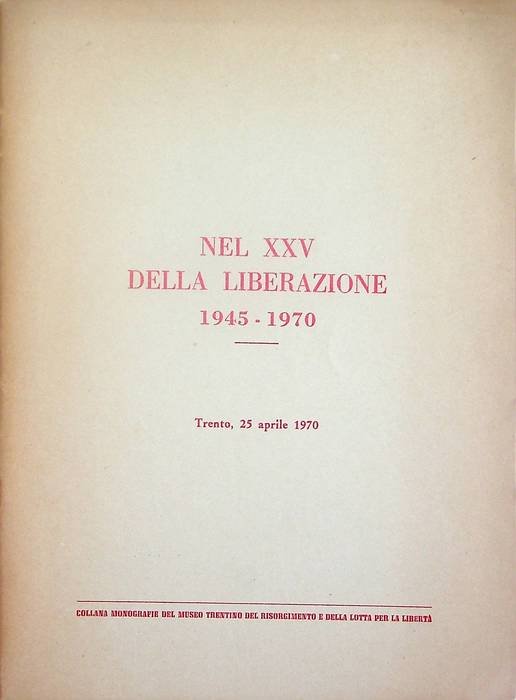 NEL XXV
DELLA LIBERAZIONE
1945 - 1970
Trento, 25 aprile 1970
COLLANA MONOGRAFIE DEL MUSEO TRENTINO DEL RISORGIMENTO E DELLA LOTTA PER LA LIBERTÀ